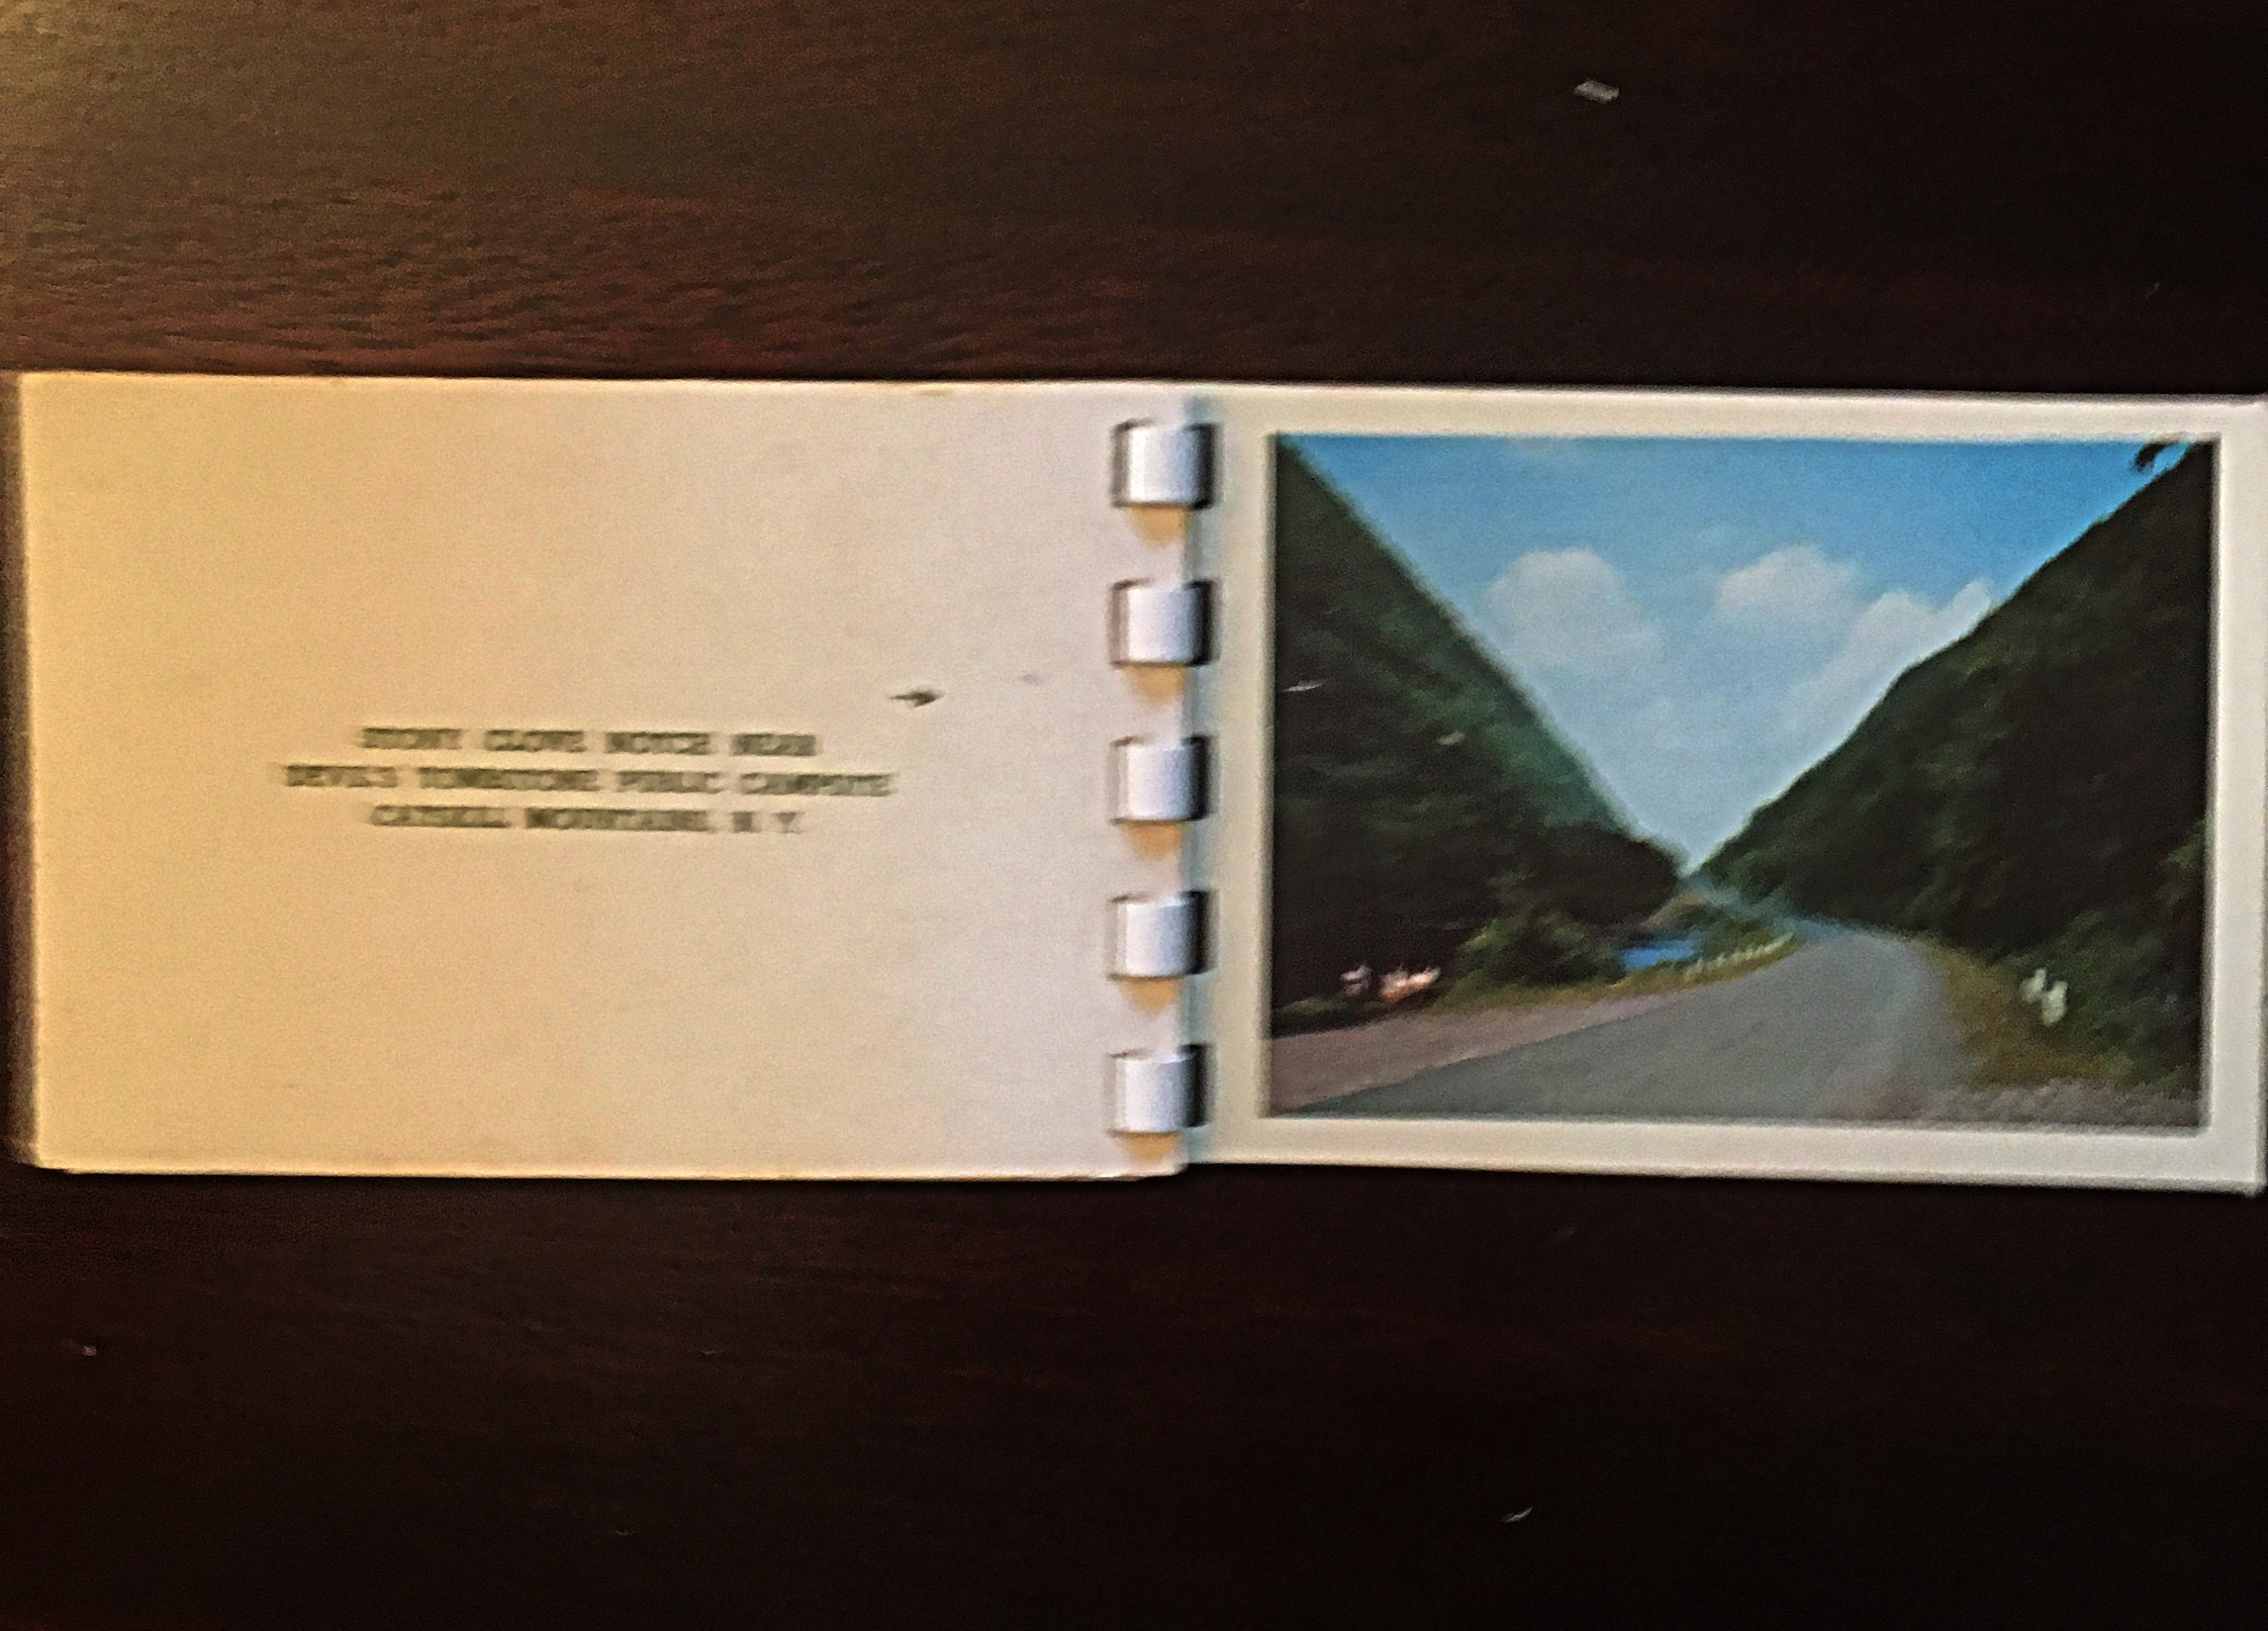 STONY CLOVE NOTCH NEAR
DEVIL'S TOMBSTONE PUBLIC CAMPSITE
CATSKILL MOUNTAINS, N Y.